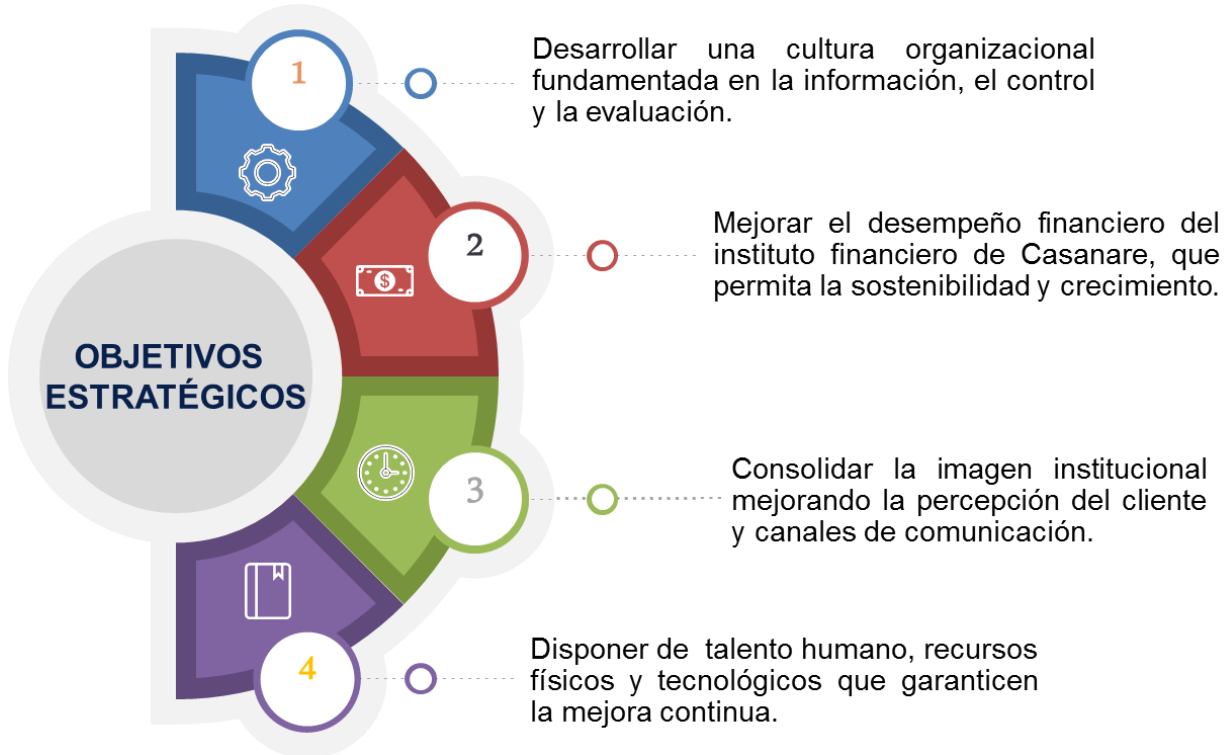 OBJETIVOS
ESTRATÉGICOS
1
Desarrollar una cultura organizacional
fundamentada en la información, el control
y la evaluación.
2
Mejorar el desempeño financiero del
instituto financiero de Casanare, que
permita la sostenibilidad y crecimiento.
3
Consolidar la imagen institucional
mejorando la percepción del cliente
y canales de comunicación.
4
Disponer de talento humano, recursos
físicos y tecnológicos que garanticen
la mejora continua.